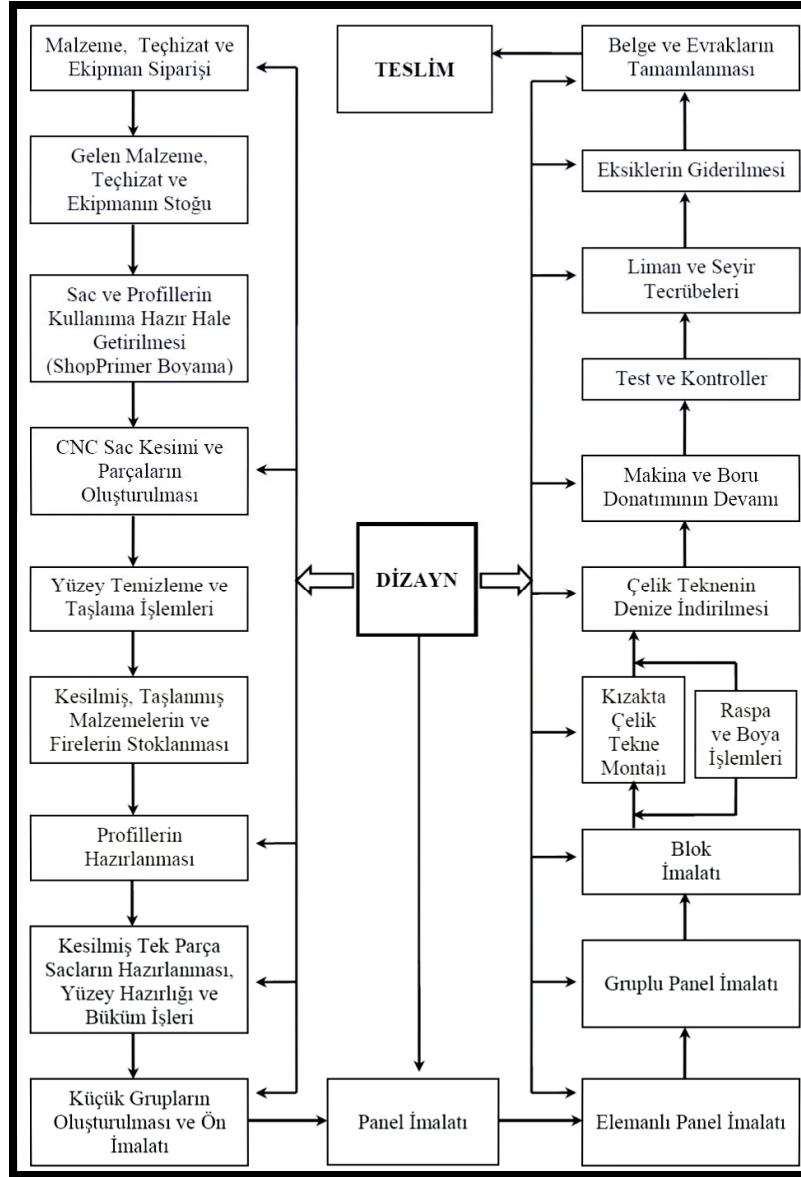 Malzeme, Teçhizat ve
Ekipman Siparişi
Gelen Malzeme,
Teçhizat ve
Ekipmanın Stoğu
Sac ve Profillerin
Kullanıma Hazır Hale
Getirilmesi
(ShopPrimer Boyama)
CNC Sac Kesimi ve
Parçaların
Oluşturulması
Yüzey Temizleme ve
Taşlama İşlemleri
Kesilmiş, Taşlanmış
Malzemelerin ve
Firelerin Stoklanması
Profillerin
Hazırlanması
Kesilmiş Tek Parça
Sacların Hazırlanması,
Yüzey Hazırlığı ve
Büküm İşleri
Küçük Grupların
Oluşturulması ve Ön
İmalatı
TESLİM
DİZAYN
Panel İmalatı
Belge ve Evrakların
Tamamlanması
Eksiklerin Giderilmesi
Liman ve Seyir
Tecrübeleri
Test ve Kontroller
Makina ve Boru
Donatımının Devamı
Çelik Teknenin
Denize İndirilmesi
Kızakta
Çelik
Tekne
Montajı
Raspa
ve Boya
İşlemleri
Blok
İmalatı
Gruplu Panel İmalatı
Elemanlı Panel İmalatı